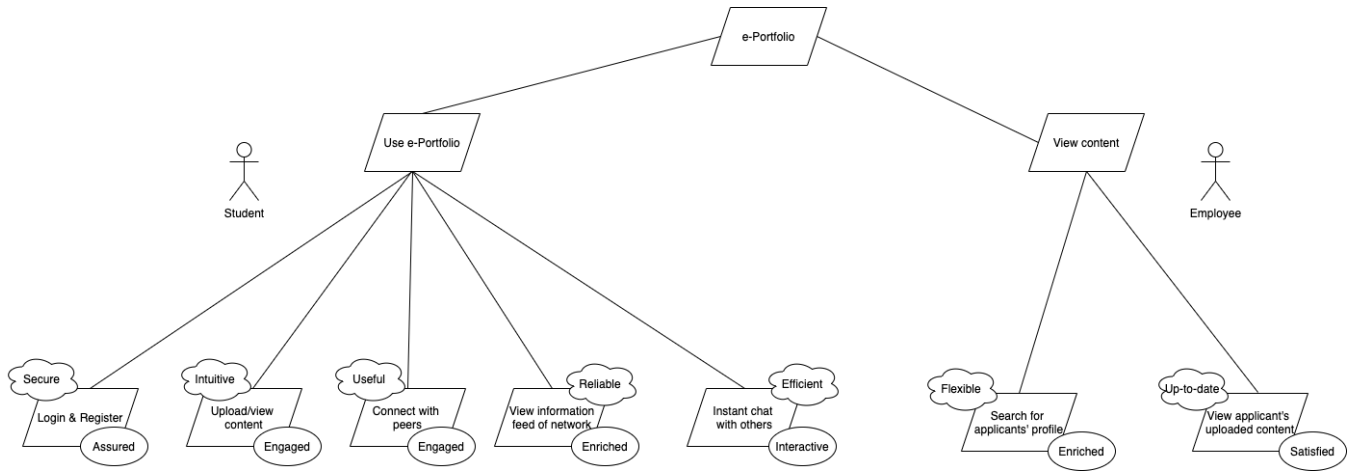 e-Portfolio
Use e-Portfolio
View content
Student
Employee
Secure
Login & Register
Assured
Intuitive
Upload/view
content
Engaged
Useful
Connect with
peers
Engaged
Reliable
View information
feed of network
Enriched
Efficient
Instant chat
with others
Interactive
Flexible
Search for
applicants' profile
Enriched
Up-to-date
View applicant's
uploaded content
Satisfied